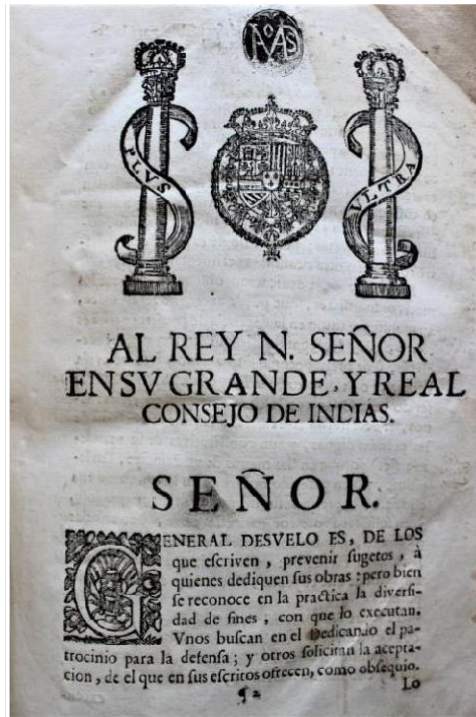 PLVS
VLTRA
AL REY N. SEÑOR
EN SV GRANDE, Y REAL
CONSEJO DE INDIAS.
SEÑOR.
GENERAL DESVELO ES, DE LOS
que eſcriven, prevenir ſugetos, à
quienes dediquen ſus obras: pero bien
ſe reconoce en la practica la diverſi-
dad de fines, con que lo executan.
Vnos buſcan en el Dedicando el pa-
trocinio para la defenſa; y otros ſolicitan la acepta-
cion, de el que en ſus eſcritos ofrecen, como obſequio.
¶2
Lo